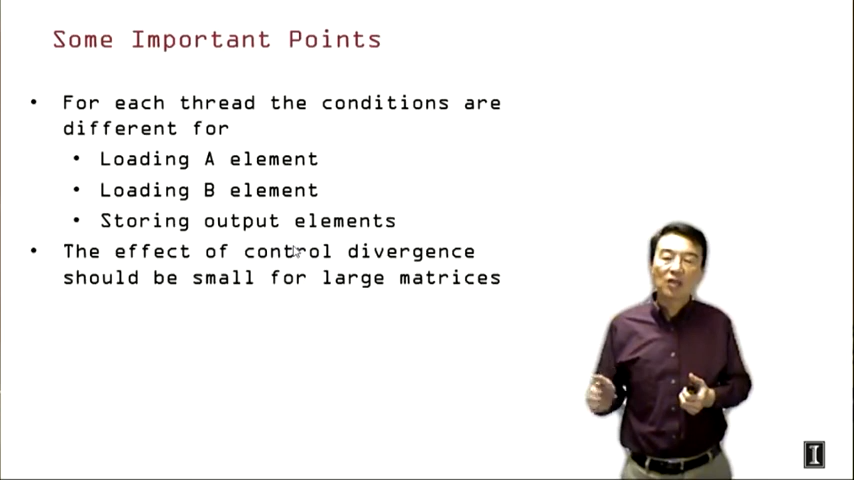 Some Important Points
• For each thread the conditions are
different for
• Loading A element
• Loading B element
• Storing output elements
• The effect of control divergence
should be small for large matrices
I